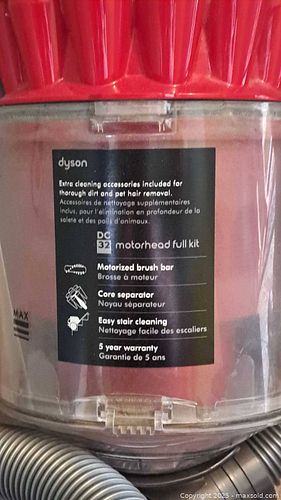 dyson
Extra cleaning accessories included for
thorough dirt and pet hair removal.
Accessoires de nettoyage supplémentaires
inclus, pour l'élimination en profondeur de la
saleté et des poils d'animaux.
DC
32 motorhead full kit
Motorized brush bar
Brosse à moteur
Core separator
Noyau séparateur
MAX
Easy stair cleaning
Nettoyage facile des escaliers
5 year warranty
Garantie de 5 ans
Copyright 2025 - maxsold.com